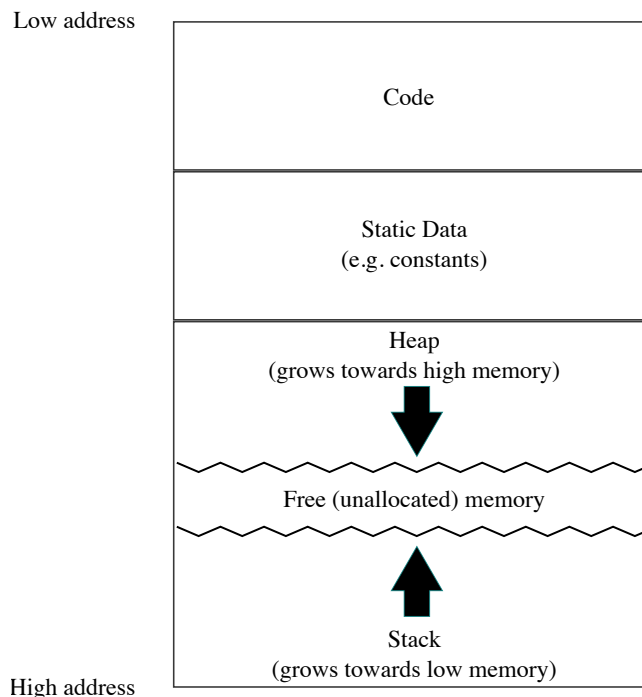 Low address
Code
Static Data
(e.g. constants)
Heap
(grows towards high memory)
Free (unallocated) memory
Stack
(grows towards low memory)
High address